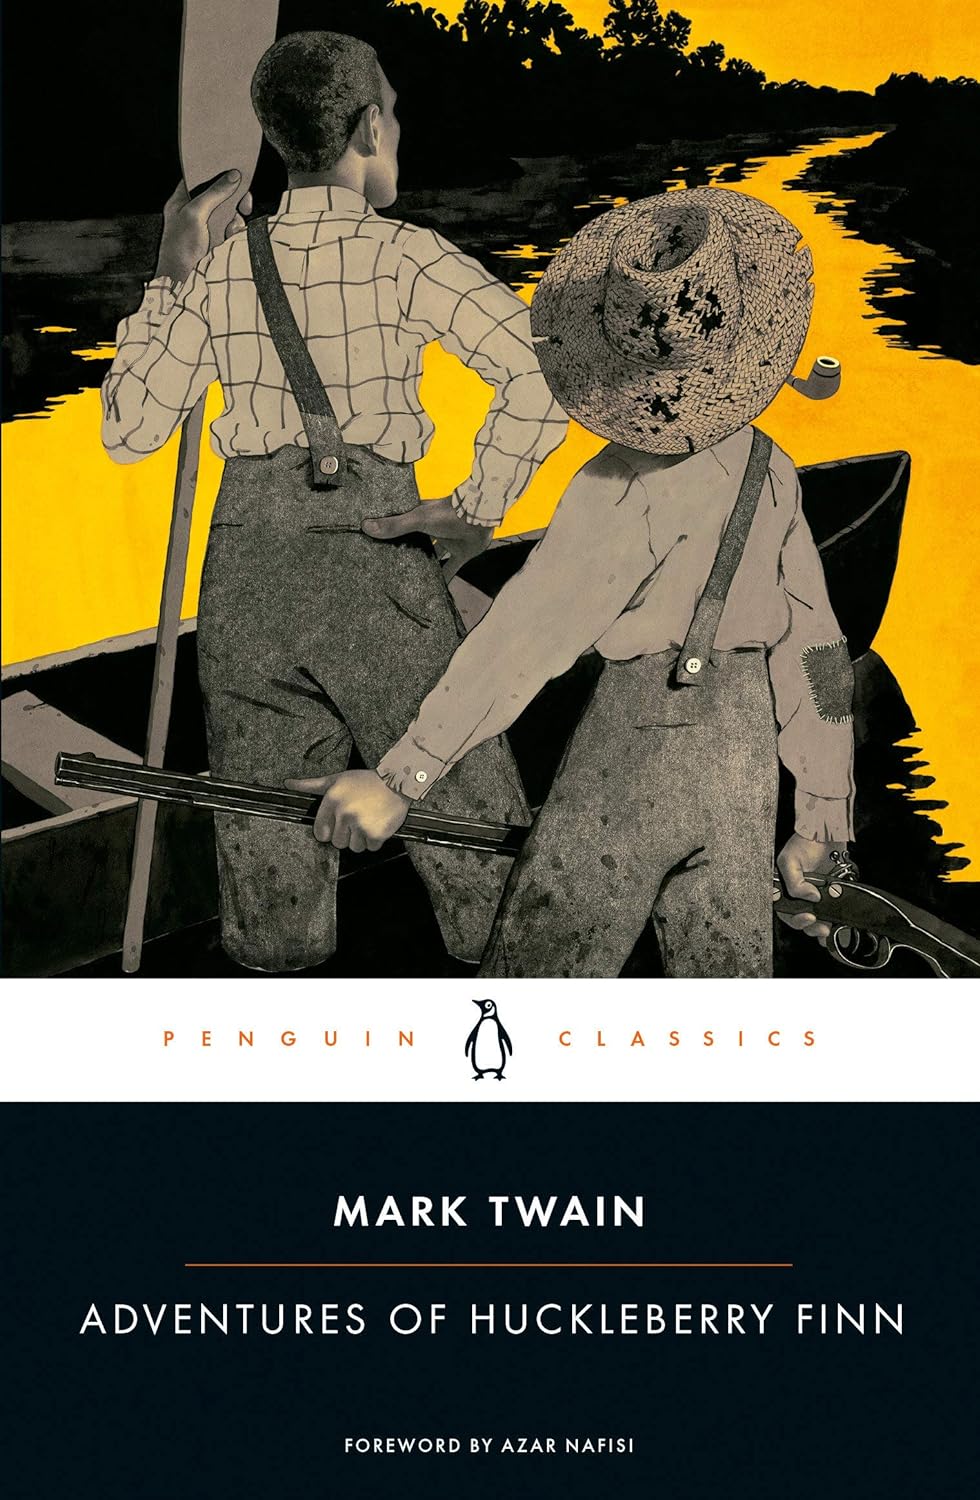 PENGUIN CLASSICS
MARK TWAIN
ADVENTURES OF HUCKLEBERRY FINN
FOREWORD BY AZAR NAFISI